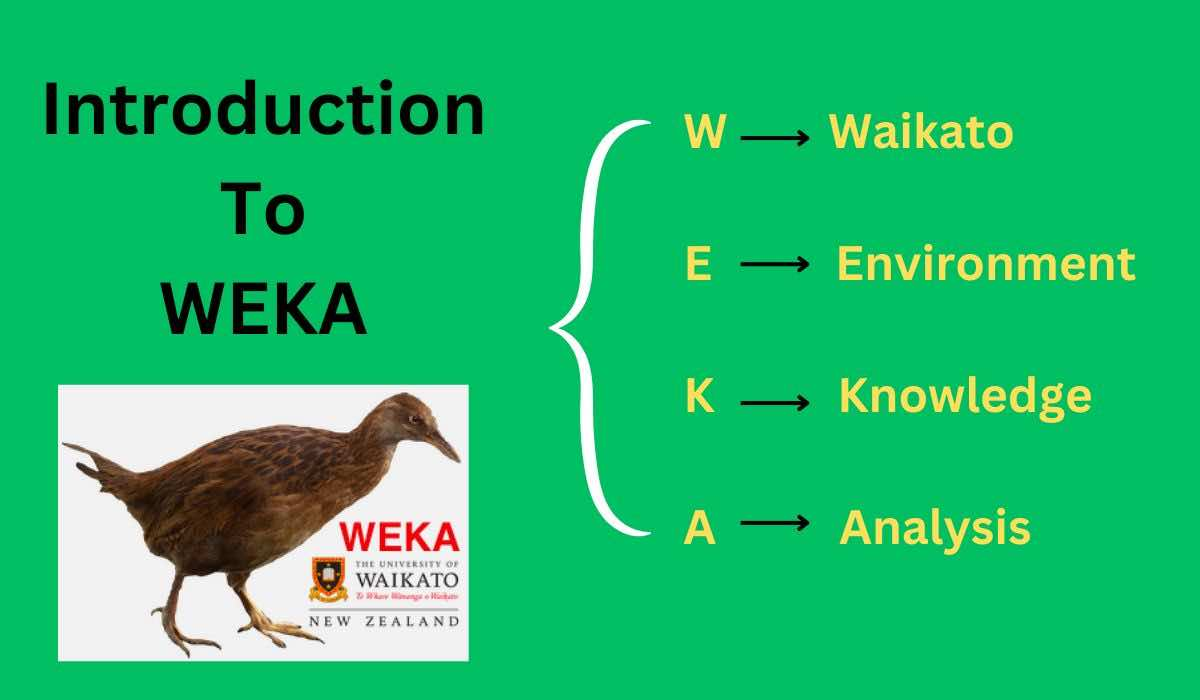 Introduction
To
WEKA
W → Waikato
E → Environment
K → Knowledge
A → Analysis
WEKA
THE UNIVERSITY OF
WAIKATO
Te Whare Wānanga o Waikato
NEW ZEALAND